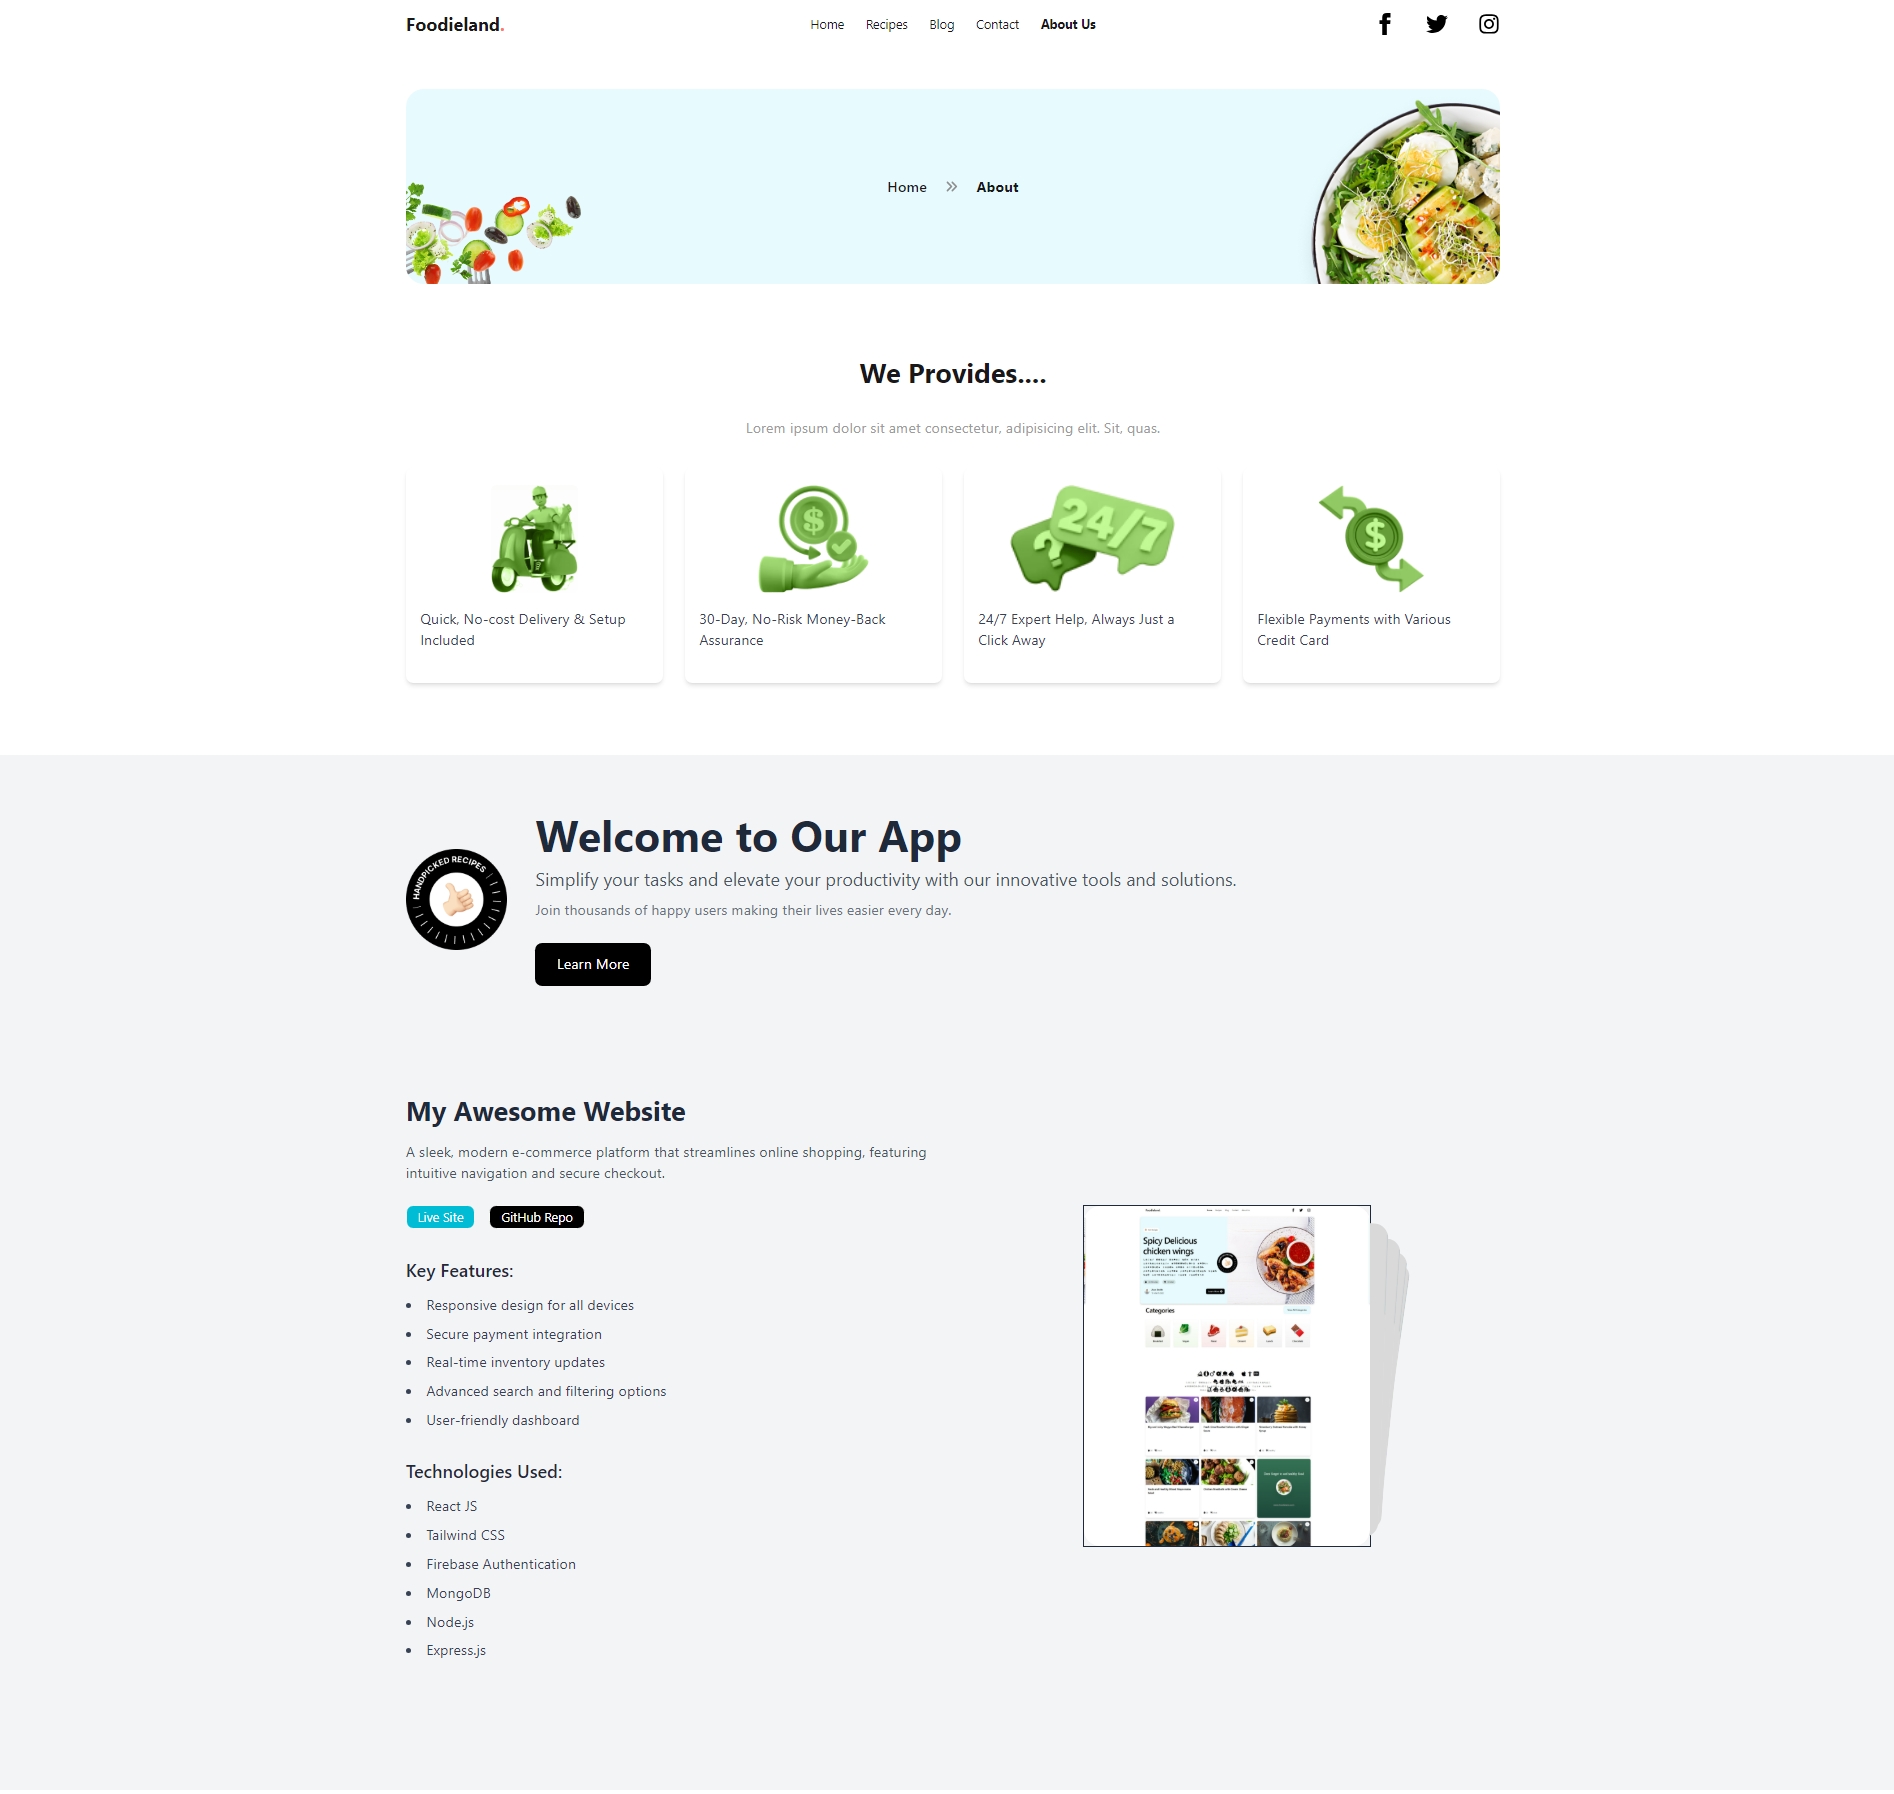 Foodieland.
Home Recipes Blog Contact About Us
Home » About
We Provides....
Lorem ipsum dolor sit amet consectetur, adipisicing elit. Sit, quas.
$
24/7
?
$
Quick, No-cost Delivery & Setup
Included
30-Day, No-Risk Money-Back
Assurance
24/7 Expert Help, Always Just a
Click Away
Flexible Payments with Various
Credit Card
HANDPICKED RECIPES
Welcome to Our App
Simplify your tasks and elevate your productivity with our innovative tools and solutions.
Join thousands of happy users making their lives easier every day.
Learn More
My Awesome Website
A sleek, modern e-commerce platform that streamlines online shopping, featuring
intuitive navigation and secure checkout.
Live Site GitHub Repo
Key Features:
Responsive design for all devices
Secure payment integration
Real-time inventory updates
Advanced search and filtering options
User-friendly dashboard
Technologies Used:
React JS
Tailwind CSS
Firebase Authentication
MongoDB
Node.js
Express.js
Foodieland
Spicy Delicious
chicken wings
Categories